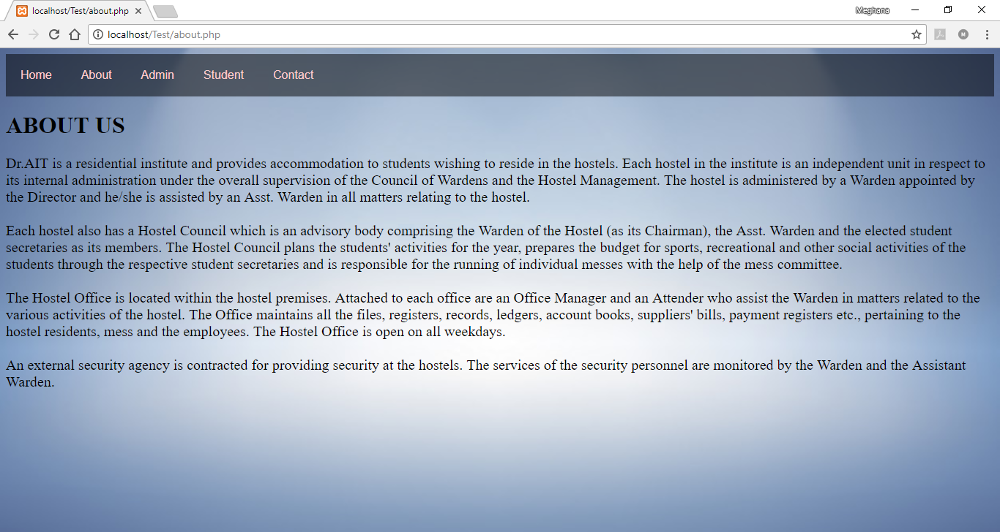 localhost/Test/about.php
Meghana
localhost/Test/about.php
M
Home About Admin Student Contact
ABOUT US
Dr.AIT is a residential institute and provides accommodation to students wishing to reside in the hostels. Each hostel in the institute is an independent unit in respect to
its internal administration under the overall supervision of the Council of Wardens and the Hostel Management. The hostel is administered by a Warden appointed by
the Director and he/she is assisted by an Asst. Warden in all matters relating to the hostel.
Each hostel also has a Hostel Council which is an advisory body comprising the Warden of the Hostel (as its Chairman), the Asst. Warden and the elected student
secretaries as its members. The Hostel Council plans the students' activities for the year, prepares the budget for sports, recreational and other social activities of the
students through the respective student secretaries and is responsible for the running of individual messes with the help of the mess committee.
The Hostel Office is located within the hostel premises. Attached to each office are an Office Manager and an Attender who assist the Warden in matters related to the
various activities of the hostel. The Office maintains all the files, registers, records, ledgers, account books, suppliers' bills, payment registers etc., pertaining to the
hostel residents, mess and the employees. The Hostel Office is open on all weekdays.
An external security agency is contracted for providing security at the hostels. The services of the security personnel are monitored by the Warden and the Assistant
Warden.